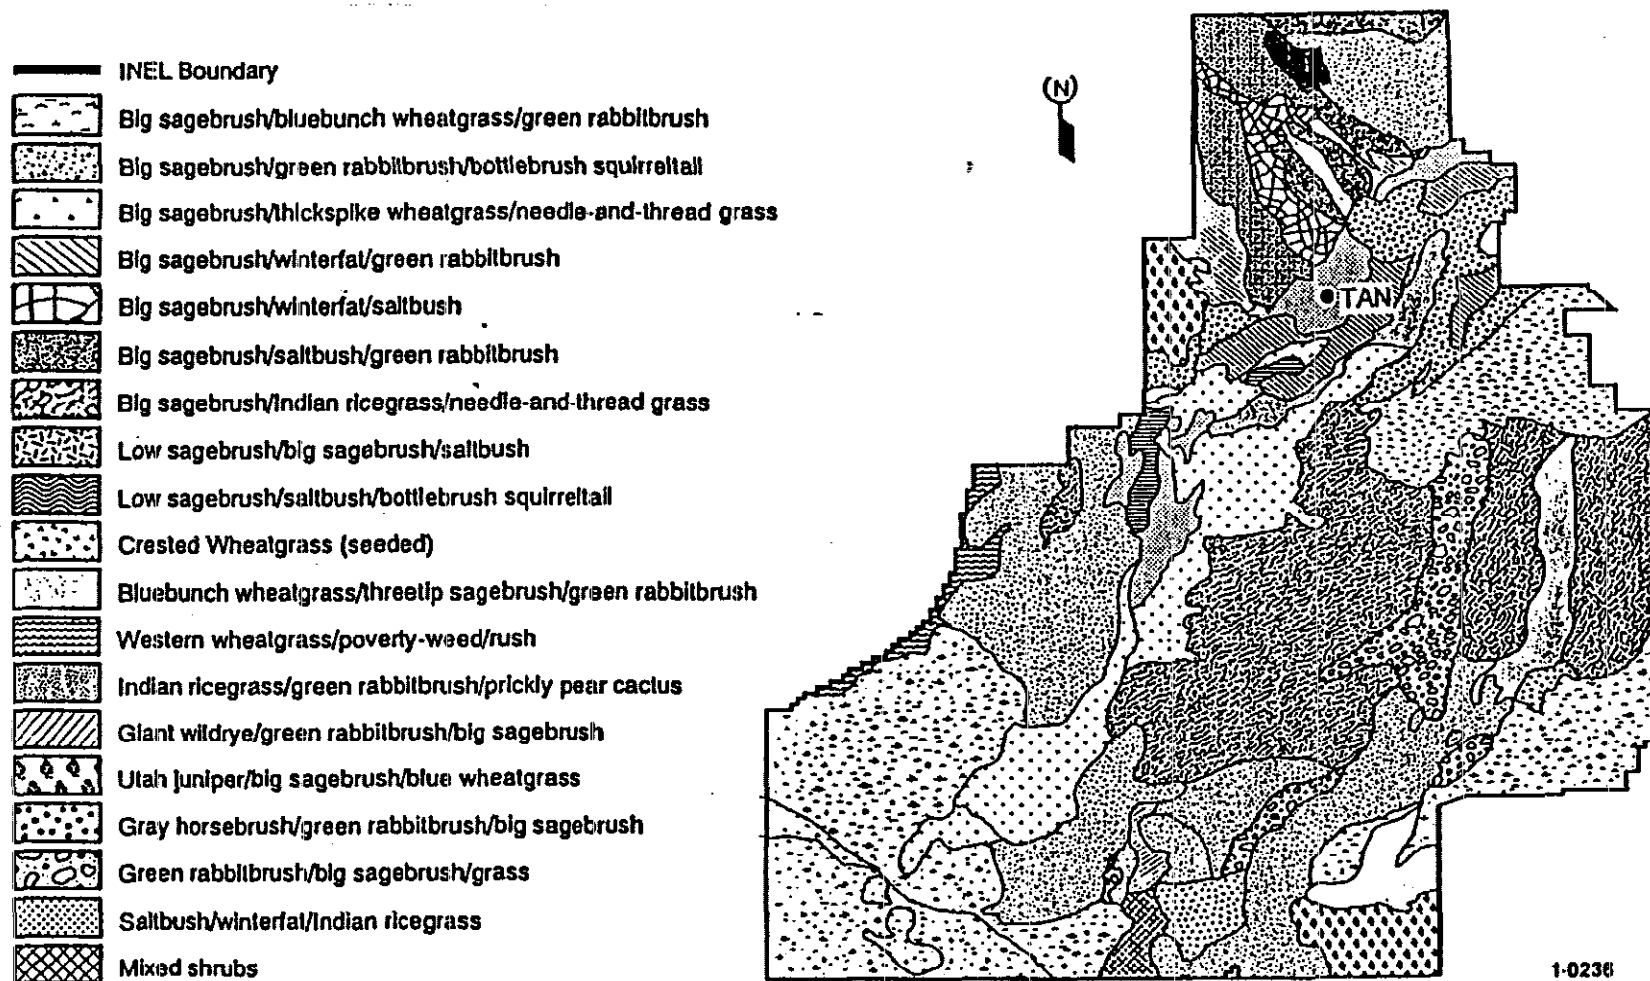 INEL Boundary
Big sagebrush/bluebunch wheatgrass/green rabbitbrush
Big sagebrush/green rabbitbrush/bottlebrush squirreltail
Big sagebrush/thickspike wheatgrass/needle-and-thread grass
Big sagebrush/winterfat/green rabbitbrush
Big sagebrush/winterfat/saltbush
Big sagebrush/saltbush/green rabbitbrush
Big sagebrush/Indian ricegrass/needle-and-thread grass
Low sagebrush/big sagebrush/saltbush
Low sagebrush/saltbush/bottlebrush squirreltail
Crested Wheatgrass (seeded)
Bluebunch wheatgrass/threetip sagebrush/green rabbitbrush
Western wheatgrass/poverty-weed/rush
Indian ricegrass/green rabbitbrush/prickly pear cactus
Giant wildrye/green rabbitbrush/big sagebrush
Utah juniper/big sagebrush/blue wheatgrass
Gray horsebrush/green rabbitbrush/big sagebrush
Green rabbitbrush/big sagebrush/grass
Saltbush/winterfat/Indian ricegrass
Mixed shrubs
N
TAN
1-0236